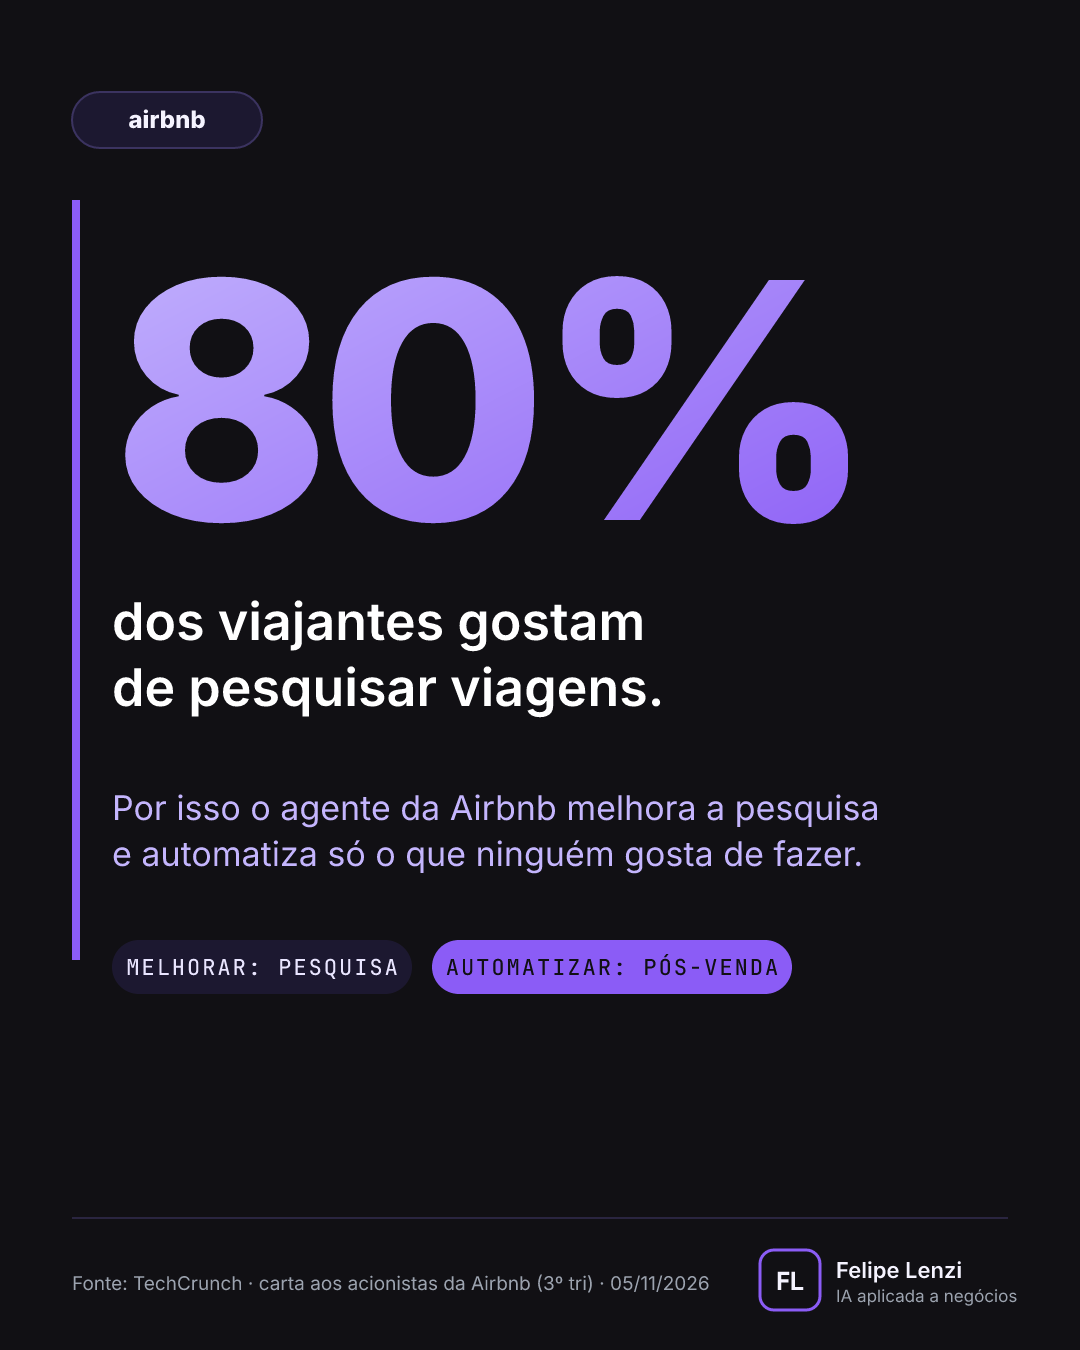 airbnb
80%
dos viajantes gostam
de pesquisar viagens.
Por isso o agente da Airbnb melhora a pesquisa
e automatiza só o que ninguém gosta de fazer.
MELHORAR: PESQUISA
AUTOMATIZAR: PÓS-VENDA
Fonte: TechCrunch · carta aos acionistas da Airbnb (3º tri) · 05/11/2026
FL
Felipe Lenzi
IA aplicada a negócios